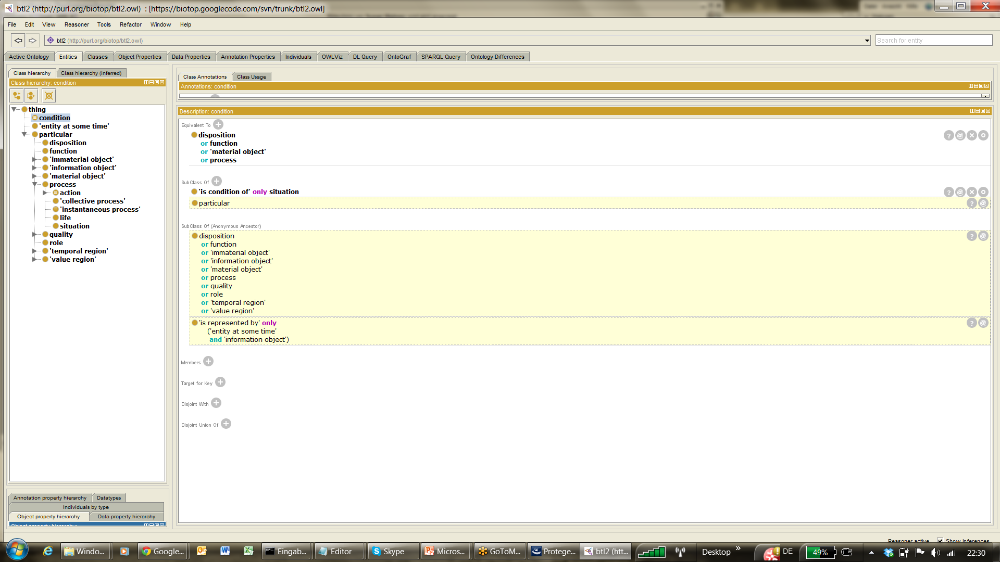 btl2 (http://purl.org/biotop/btl2.owl) : [https://biotop.googlecode.com/svn/trunk/btl2.owl]
File Edit View Reasoner Tools Refactor Window Help
btl2 (http://purl.org/biotop/btl2.owl)
Search for entity
Active Ontology Entities Classes Object Properties Data Properties Annotation Properties Individuals OWLViz DL Query OntoGraf SPARQL Query Ontology Differences
Class hierarchy Class hierarchy (inferred)
Class hierarchy: condition
thing
condition
'entity at some time'
particular
disposition
function
'immaterial object'
'information object'
'material object'
process
action
'collective process'
'instantaneous process'
life
situation
quality
role
'temporal region'
'value region'
Annotation property hierarchy Datatypes
Individuals by type
Object property hierarchy Data property hierarchy
Object property hierarchy:
Class Annotations Class Usage
Annotations: condition
Description: condition
Equivalent To
disposition
or function
or 'material object'
or process
SubClass Of
'is condition of' only situation
particular
SubClass Of (Anonymous Ancestor)
disposition
or function
or 'immaterial object'
or 'information object'
or 'material object'
or process
or quality
or role
or 'temporal region'
or 'value region'
'is represented by' only
('entity at some time'
and 'information object')
Members
Target for Key
Disjoint With
Disjoint Union Of
Reasoner active Show Inferences
Windo... Google... Eingab... Editor Skype Micros... GoToM... Protege... btl2 (htt... Desktop » DE 49% 22:30